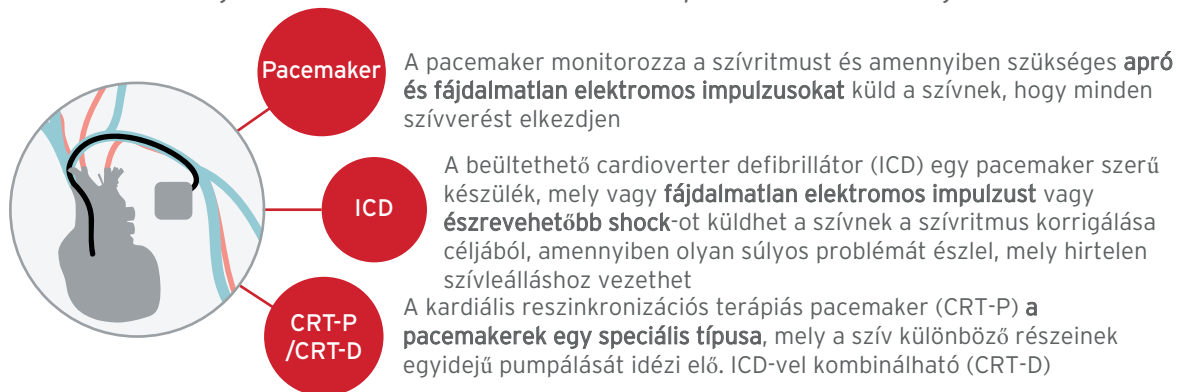 Pacemaker
A pacemaker monitorozza a szívritmust és amennyiben szükséges apró
és fájdalmatlan elektromos impulzusokat küld a szívnek, hogy minden
szívverést elkezdjen
ICD
A beültethető cardioverter defibrillátor (ICD) egy pacemaker szerű
készülék, mely vagy fájdalmatlan elektromos impulzust vagy
észrevehetőbb shock-ot küldhet a szívnek a szívritmus korrigálása
céljából, amennyiben olyan súlyos problémát észlel, mely hirtelen
szívleálláshoz vezethet
CRT-P
/CRT-D
A kardiális reszinkronizációs terápiás pacemaker (CRT-P) a
pacemakerek egy speciális típusa, mely a szív különböző részeinek
egyidejű pumpálását idézi elő. ICD-vel kombinálható (CRT-D)